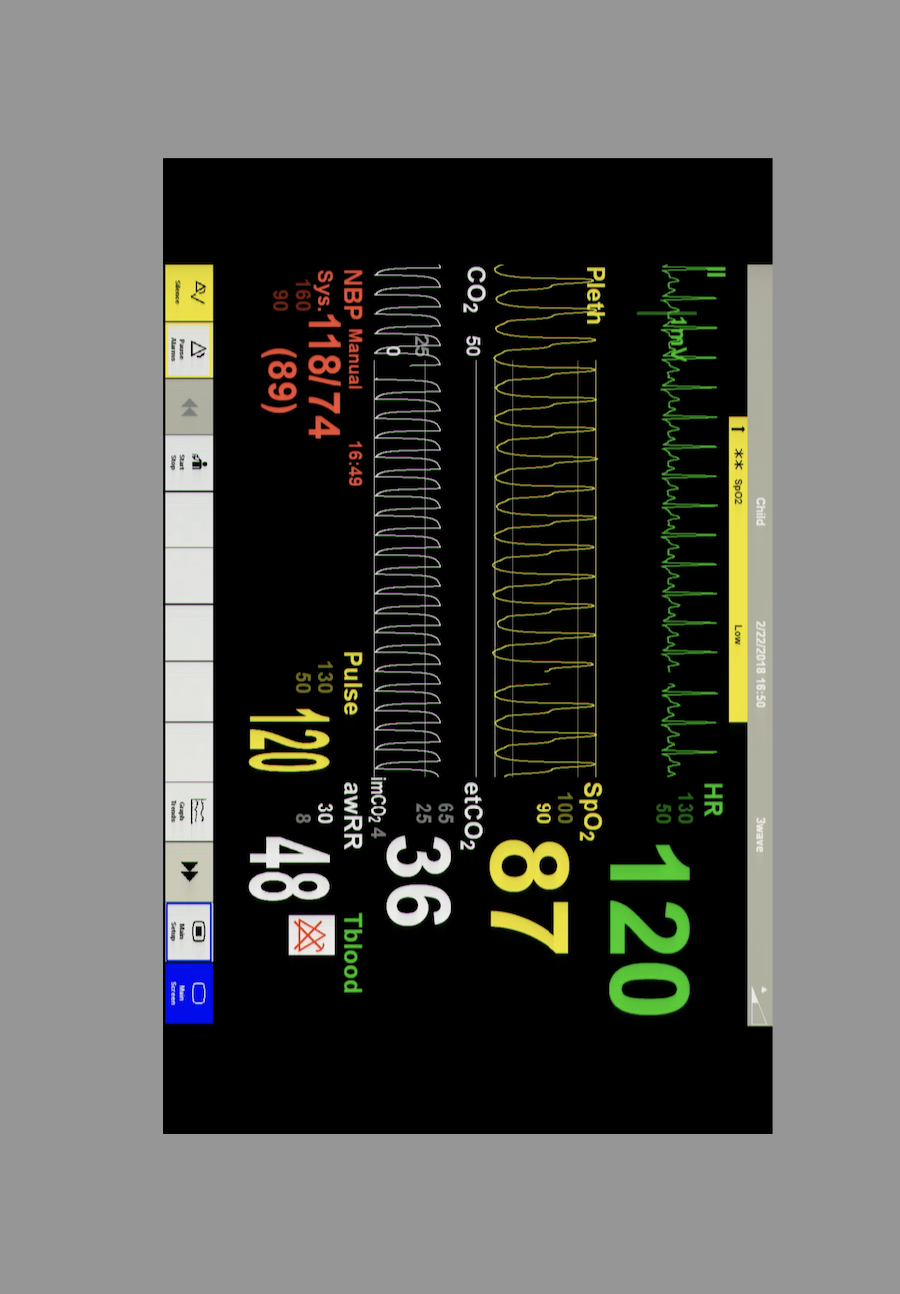 Child 2/22/2018 16:50 3wave
** SpO2 Low
II
1mV
HR
130
50
120
Pleth
SpO2
100
90
87
CO2 50
25
0
etCO2
65
25
36
imCO2 4
NBP Manual 16:49
Sys.
160
90
118/74
(89)
Pulse
130
50
120
awRR
30
8
48
Tblood
Silence
Pause Alarms
Start Stop
Graph Trends
Main Setup
Main Screen